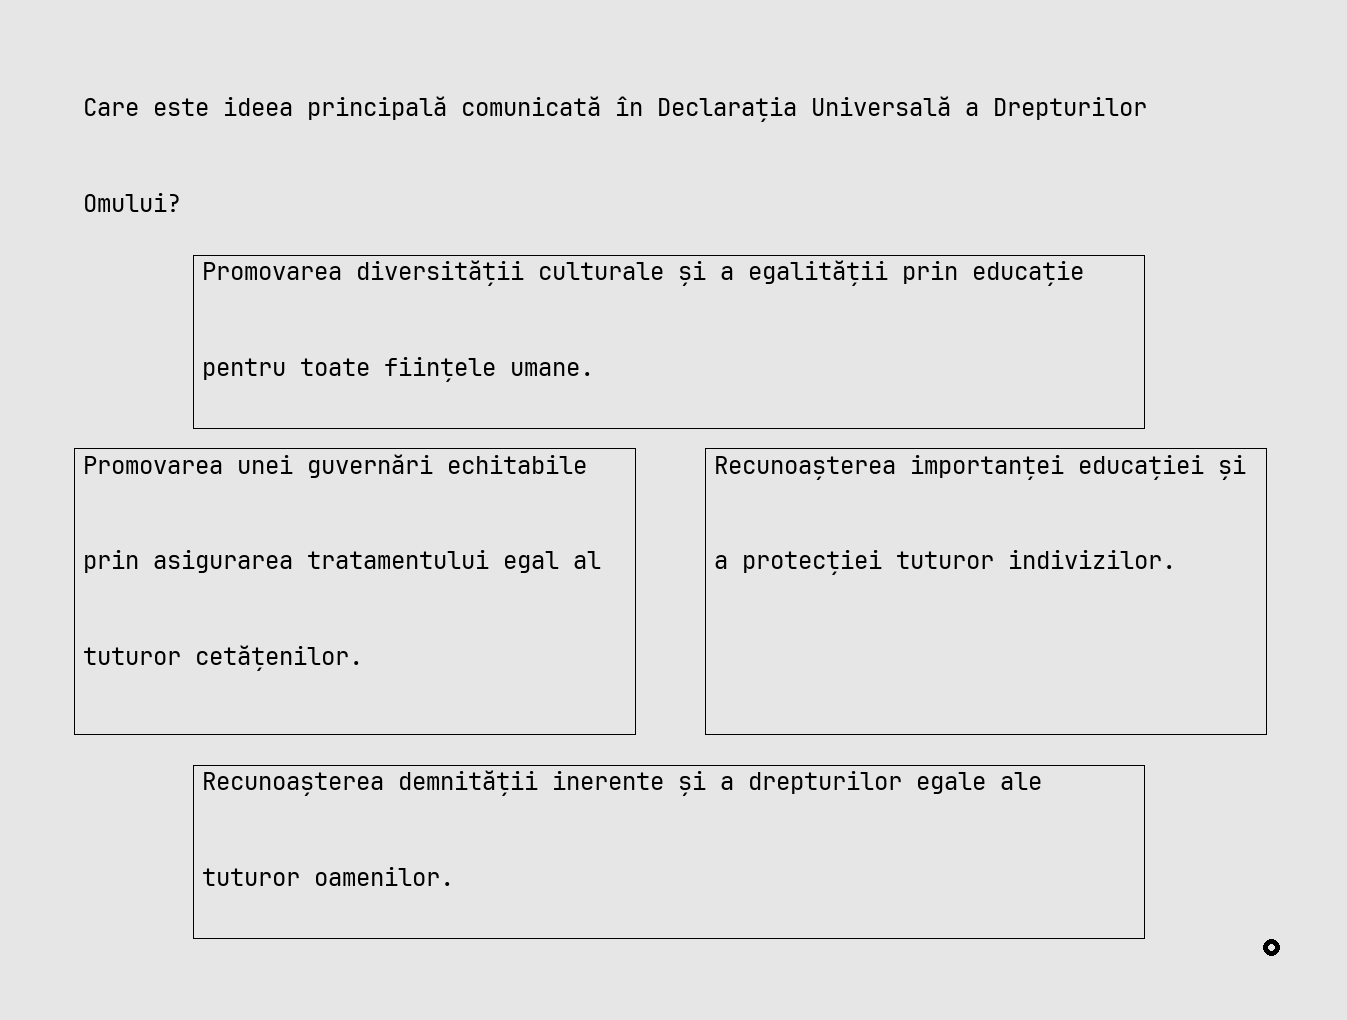 Care este ideea principală comunicată în Declarația Universală a Drepturilor
Omului?
Promovarea diversității culturale și a egalității prin educație
pentru toate ființele umane.
Promovarea unei guvernări echitabile
prin asigurarea tratamentului egal al
tuturor cetățenilor.
Recunoașterea importanței educației și
a protecției tuturor indivizilor.
Recunoașterea demnității inerente și a drepturilor egale ale
tuturor oamenilor.